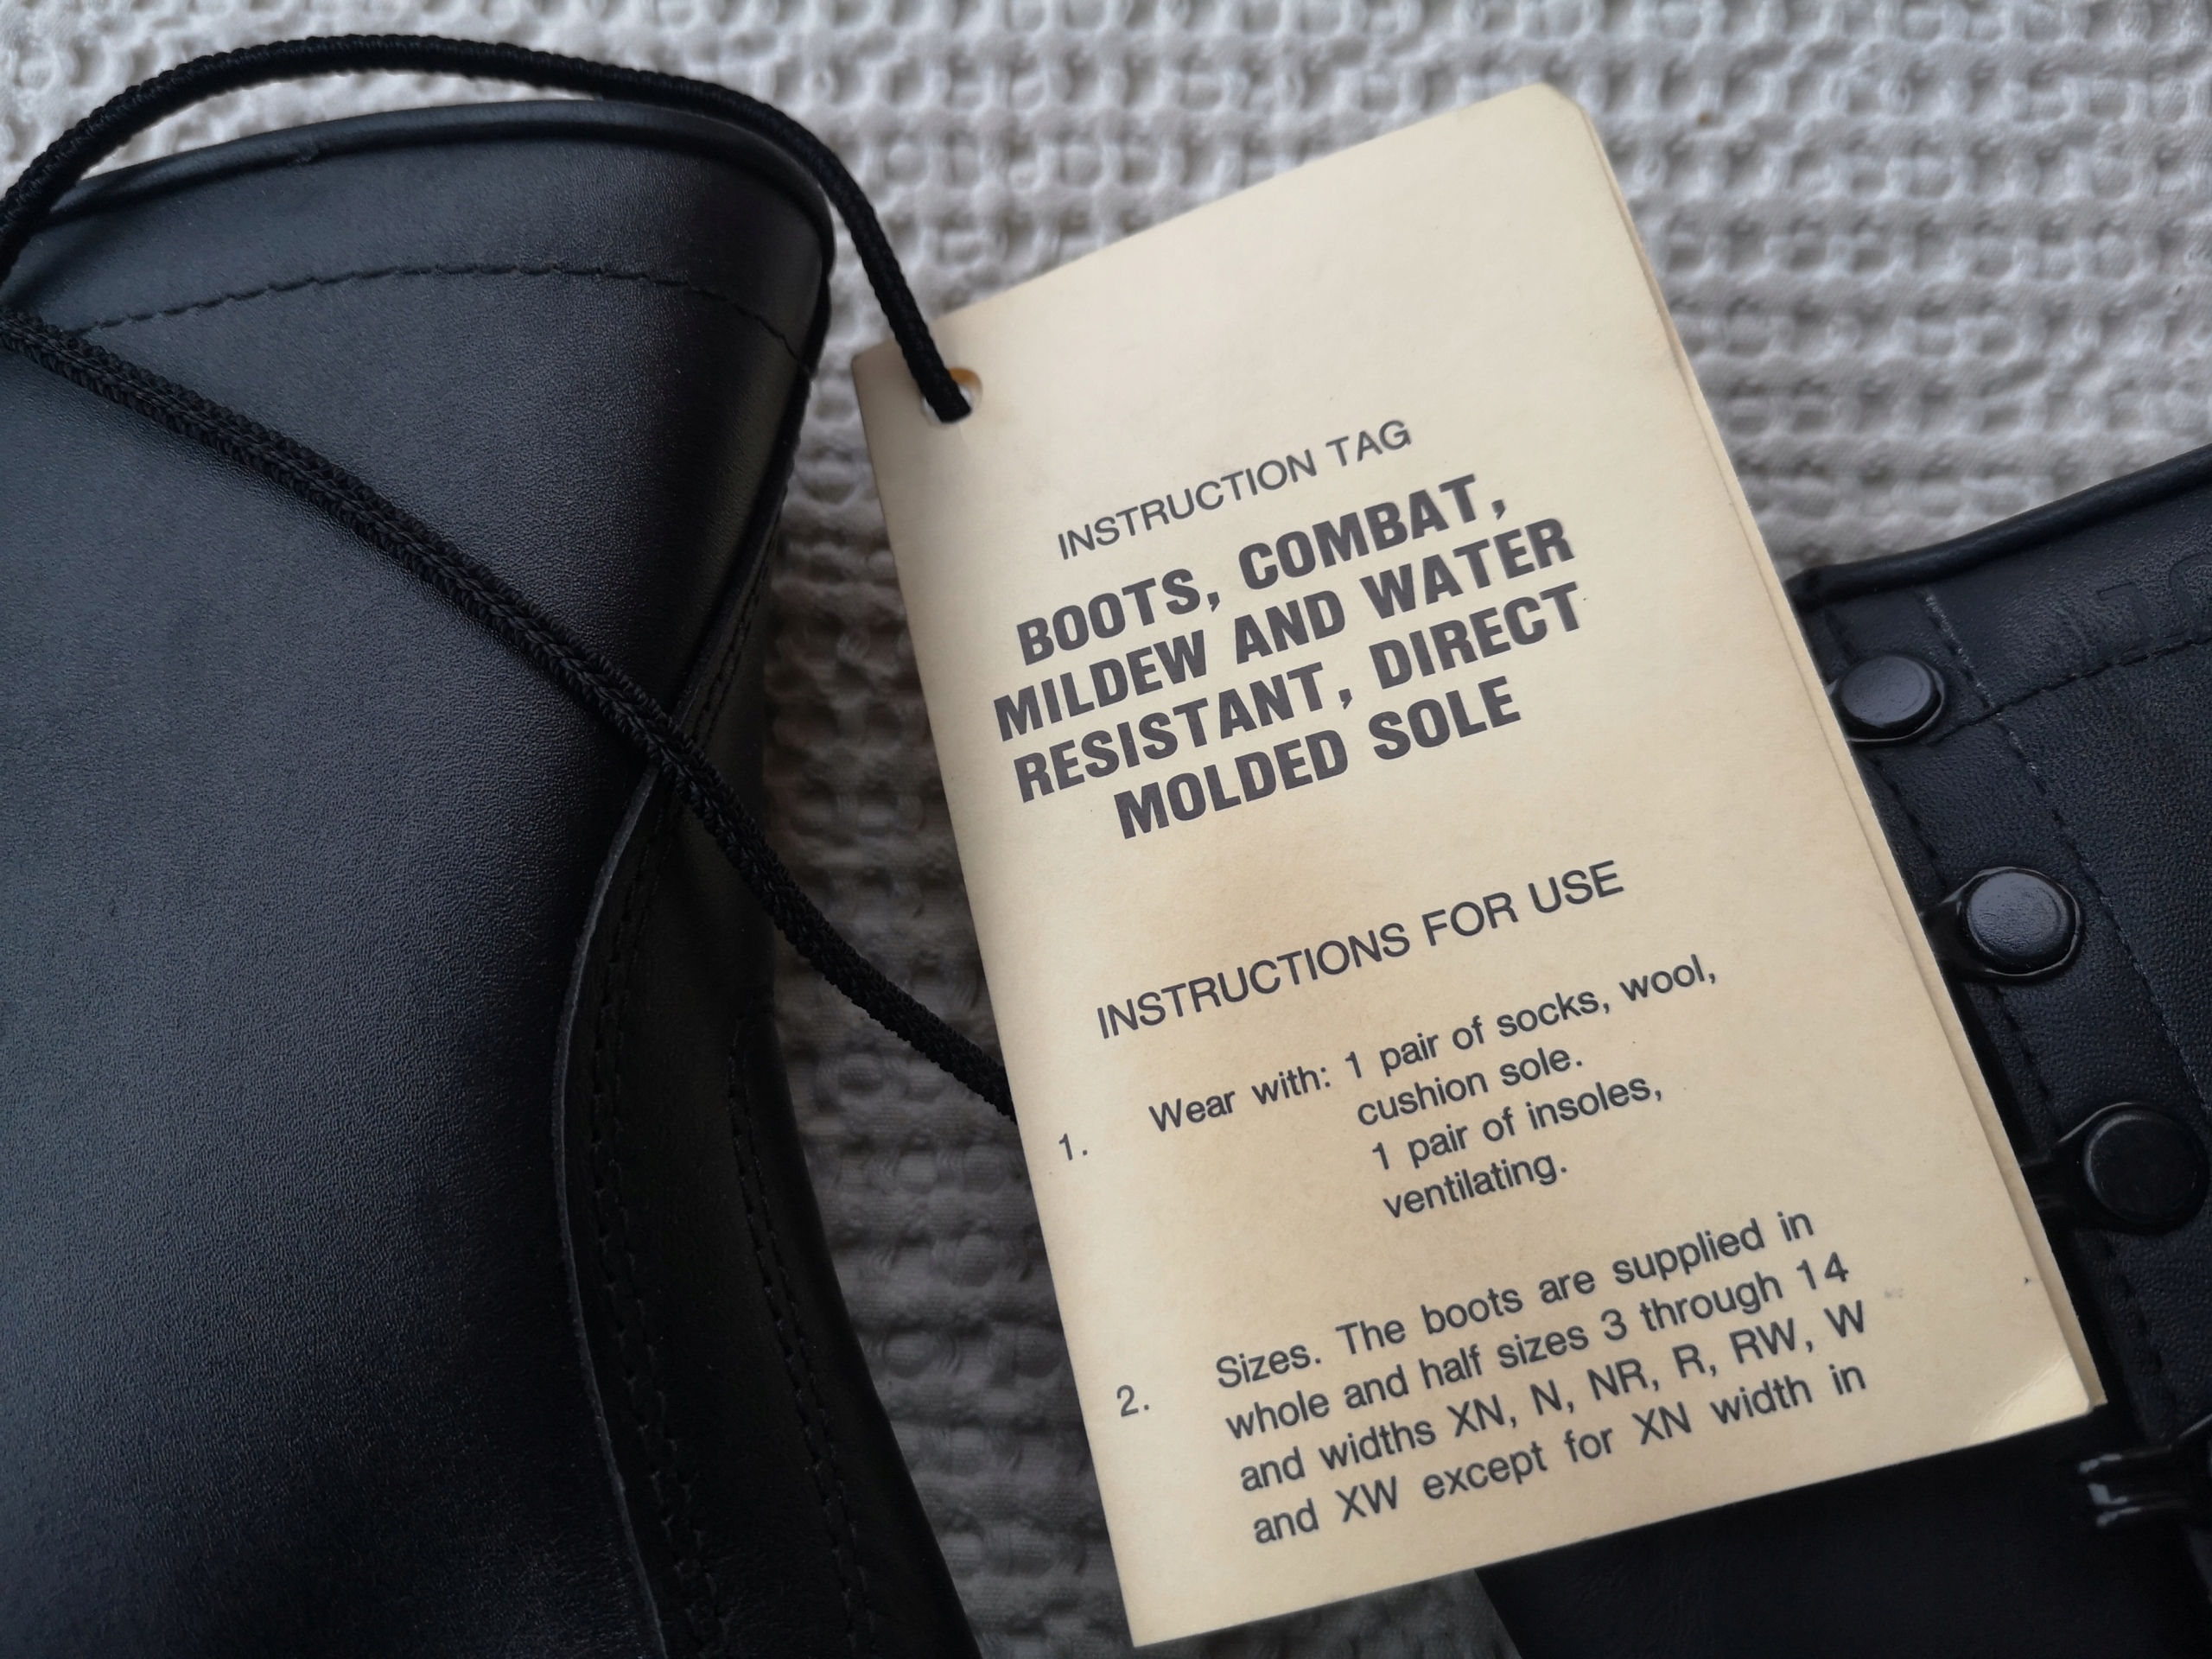 INSTRUCTION TAG
BOOTS, COMBAT,
MILDEW AND WATER
RESISTANT, DIRECT
MOLDED SOLE
INSTRUCTIONS FOR USE
1. Wear with: 1 pair of socks, wool,
cushion sole.
1 pair of insoles,
ventilating.
2. Sizes. The boots are supplied in
whole and half sizes 3 through 14
and widths XN, N, NR, R, RW, W
and XW except for XN width in